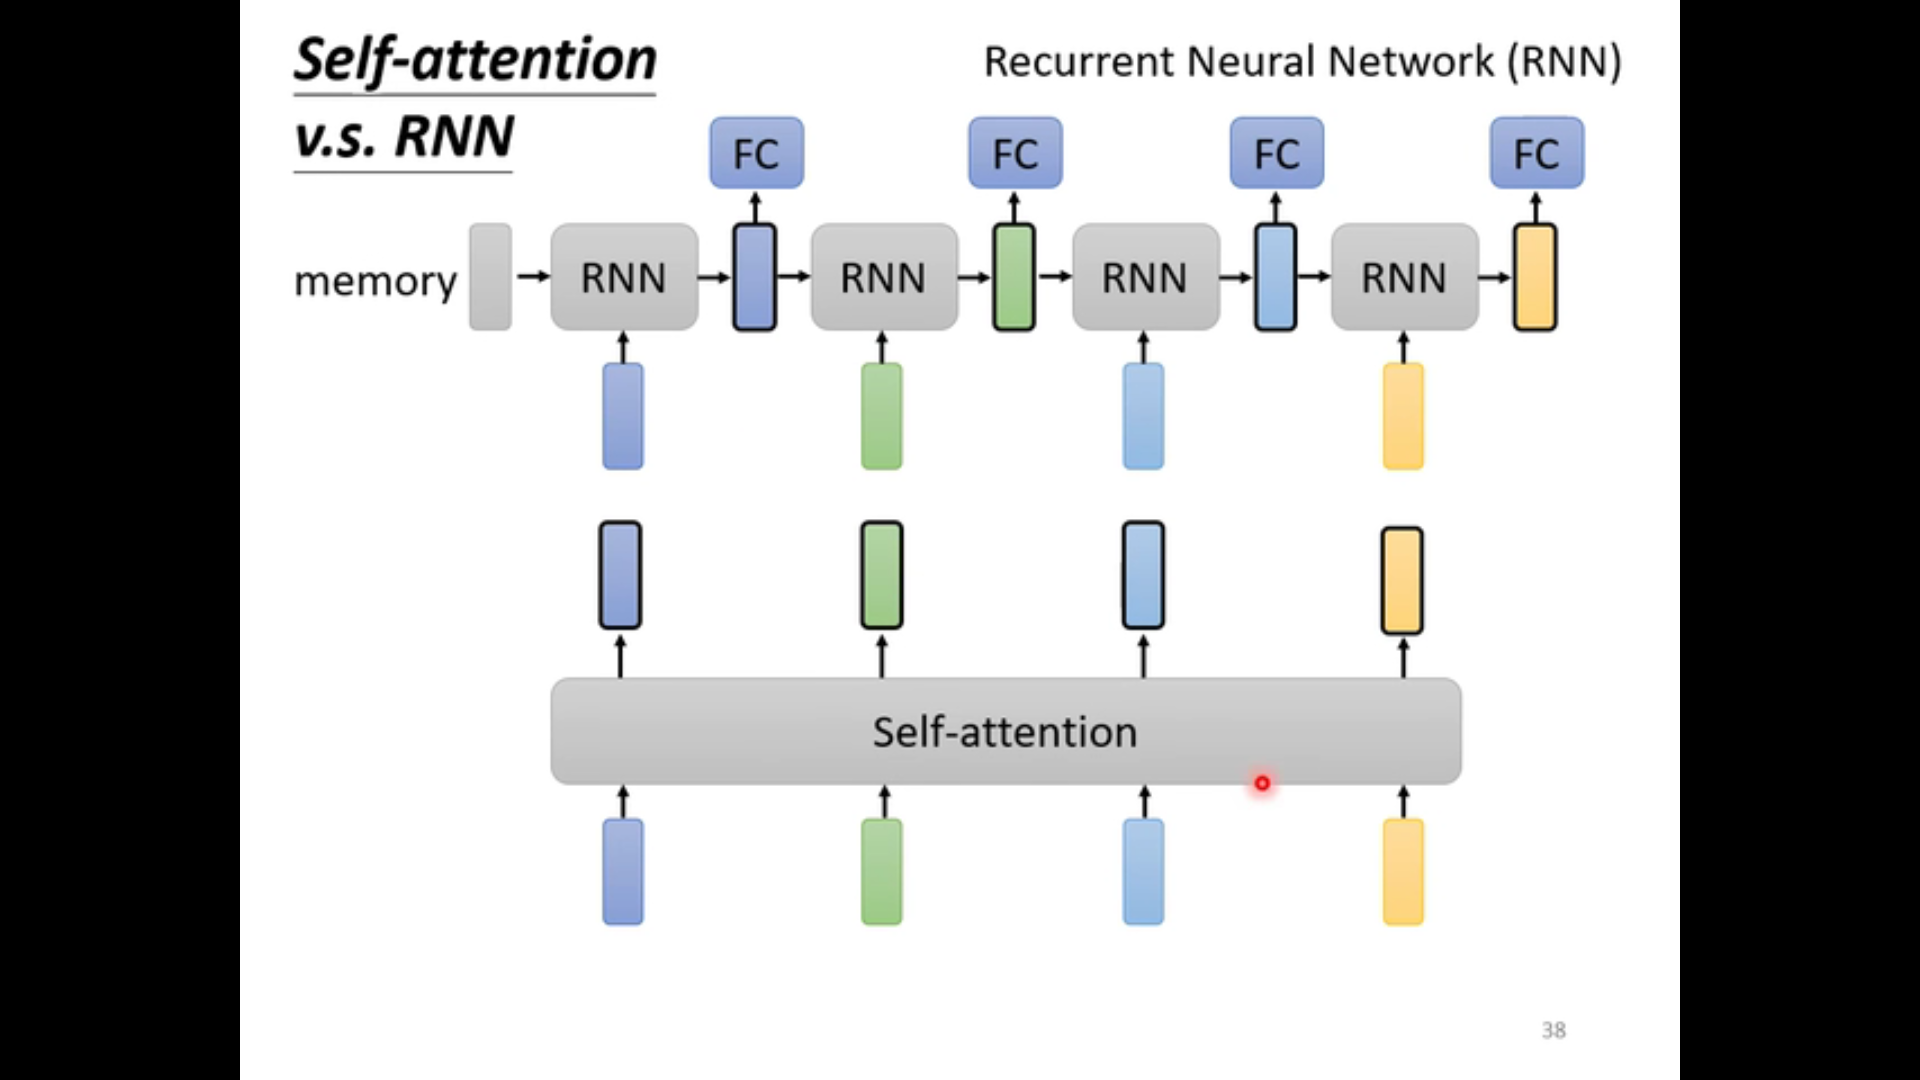 Self-attention
v.s. RNN
Recurrent Neural Network (RNN)
FC
FC
FC
FC
memory
RNN
RNN
RNN
RNN
Self-attention
38